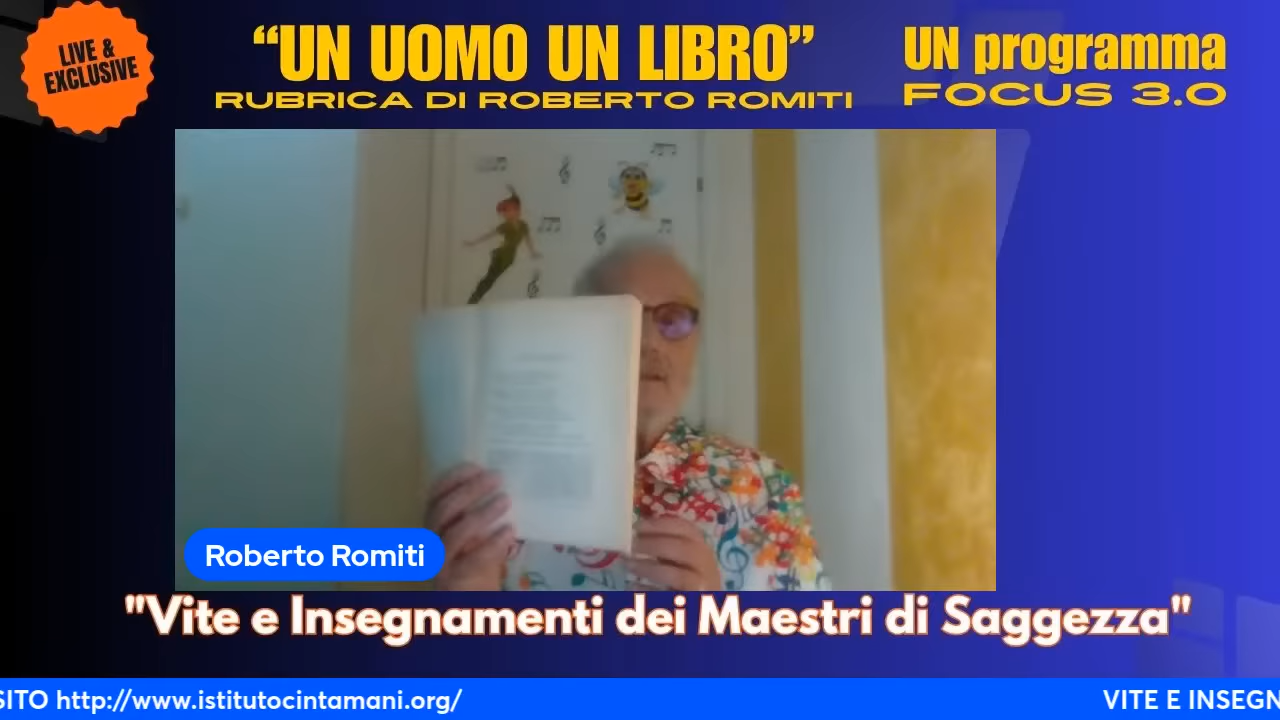 LIVE &
EXCLUSIVE
“UN UOMO UN LIBRO”
RUBRICA DI ROBERTO ROMITI
UN programma
FOCUS 3.0
Roberto Romiti
"Vite e Insegnamenti dei Maestri di Saggezza"
SITO http://www.istitutocintamani.org/
VITE E INSEGN